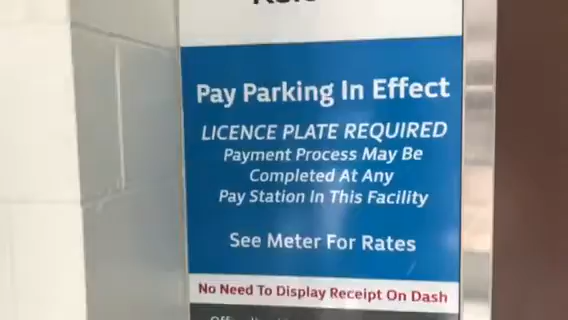 Pay Parking In Effect
LICENCE PLATE REQUIRED
Payment Process May Be
Completed At Any
Pay Station In This Facility
See Meter For Rates
No Need To Display Receipt On Dash